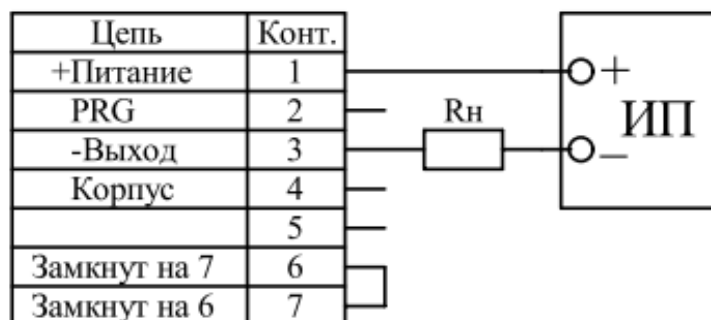 Цепь Конт.
+Питание 1 + ИП
PRG 2 Rн
-Выход 3 –
Корпус 4
5
Замкнут на 7 6
Замкнут на 6 7